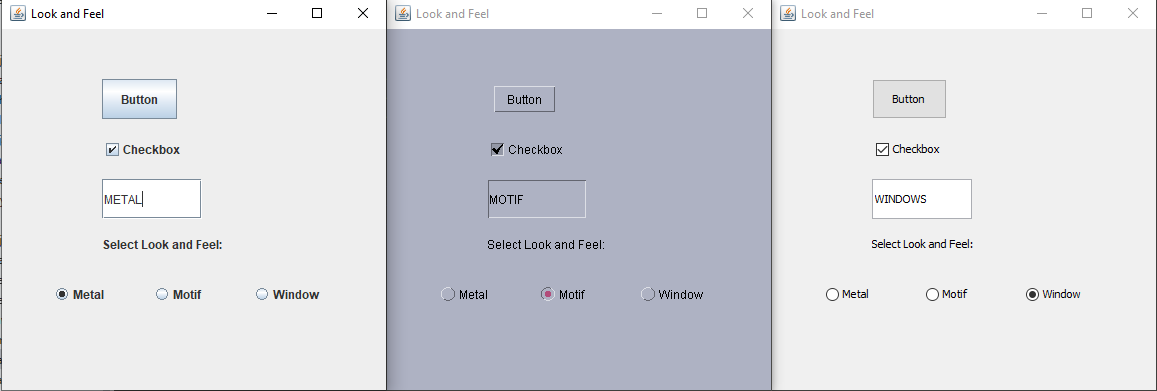 Look and Feel
Button
Checkbox
METAL
Select Look and Feel:
Metal Motif Window
Look and Feel
Button
Checkbox
MOTIF
Select Look and Feel:
Metal Motif Window
Look and Feel
Button
Checkbox
WINDOWS
Select Look and Feel:
Metal Motif Window